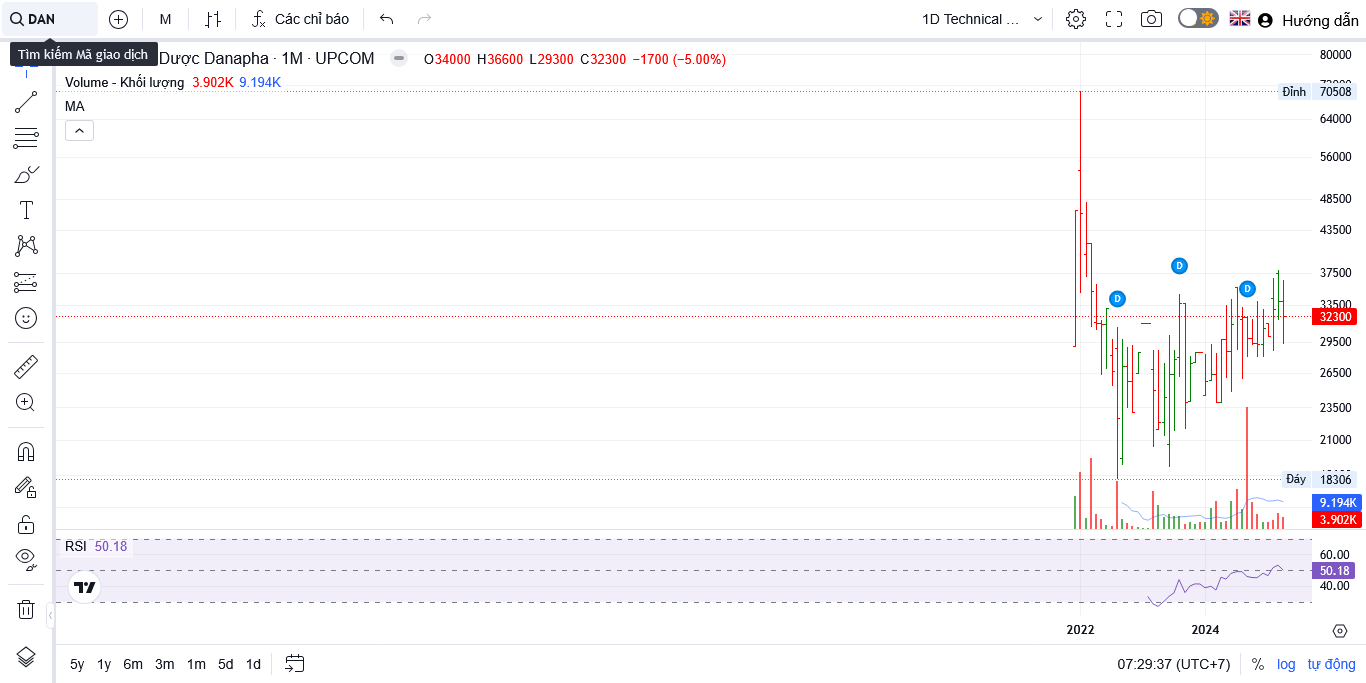 DAN
M
Các chỉ báo
1D Technical ...
Hướng dẫn
Tìm kiếm Mã giao dịch
Dược Danapha · 1M · UPCOM
O34000 H36600 L29300 C32300 −1700 (−5.00%)
Volume - Khối lượng 3.902K 9.194K
MA
80000
Đỉnh 70508
64000
56000
48500
43500
37500
33500
32300
29500
26500
23500
21000
Đáy 18306
9.194K
3.902K
D
D
D
RSI 50.18
60.00
50.18
40.00
2022 2024
5y 1y 6m 3m 1m 5d 1d
07:29:37 (UTC+7) % log tự động